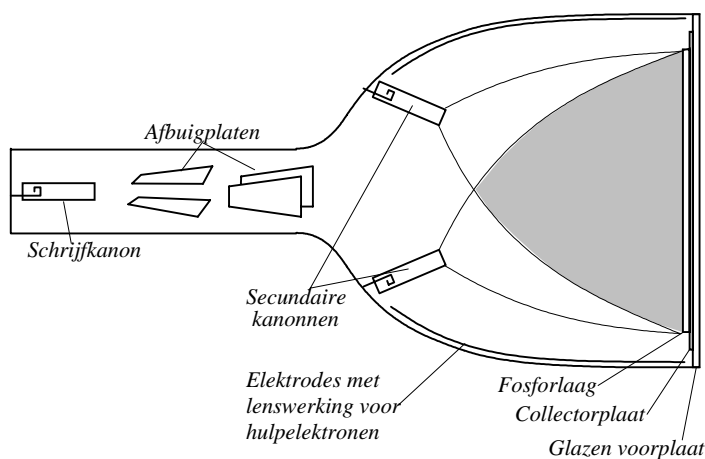 Afbuigplaten
Schrijfkanon
Secundaire
kanonnen
Elektrodes met
lenswerking voor
hulpelektronen
Fosforlaag
Collectorplaat
Glazen voorplaat